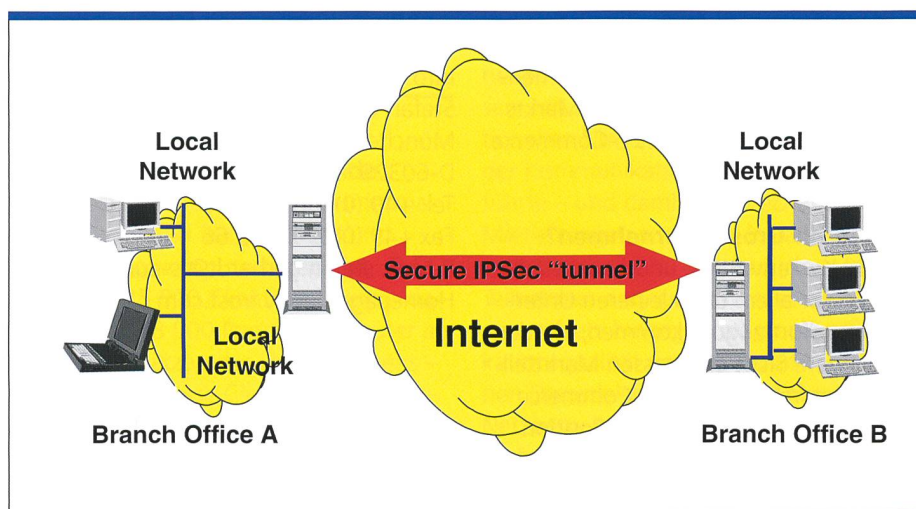 Local
Network
Local
Network
Secure IPSec “tunnel”
Internet
Local
Network
Branch Office A
Branch Office B